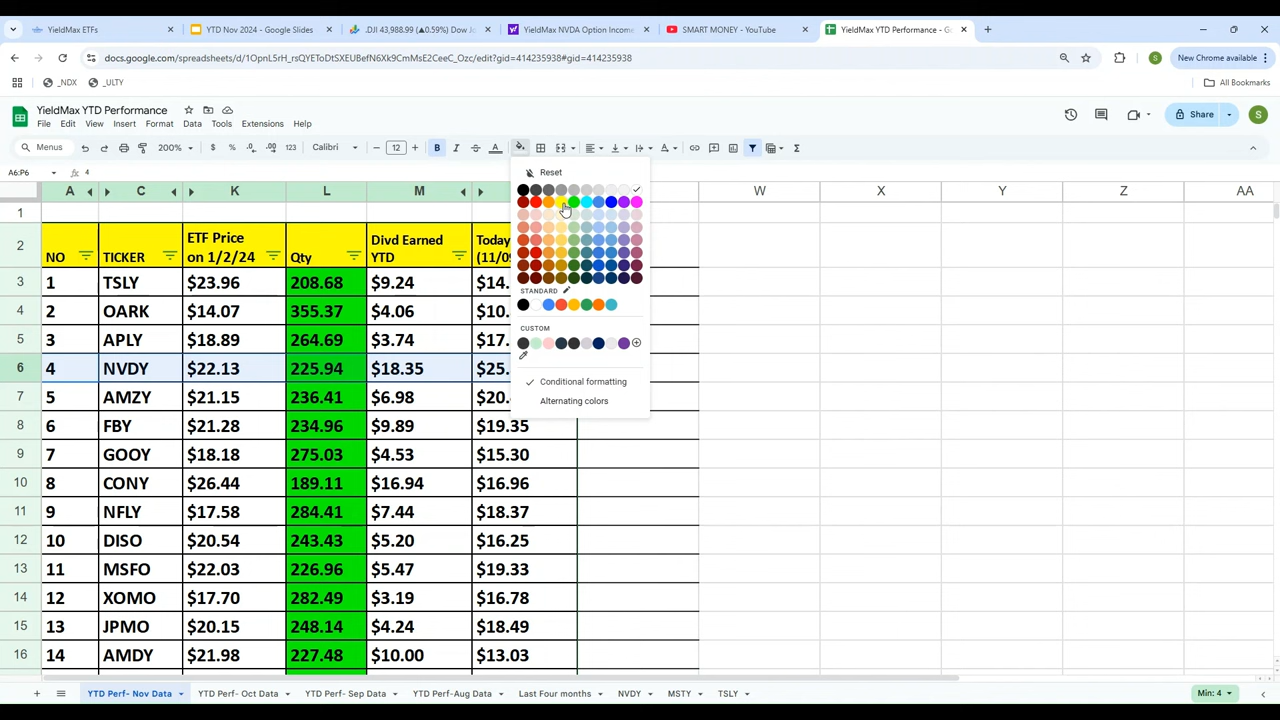 YieldMax ETFs
YTD Nov 2024 - Google Slides
.DJI 43,988.99 (▲0.59%) Dow Jo
YieldMax NVDA Option Income
SMART MONEY - YouTube
YieldMax YTD Performance - G
docs.google.com/spreadsheets/d/1OpnL5rH_rsQYEToDtSXEUBefN6Xk9CmMsE2CeeC_Ozc/edit?gid=414235938#gid=414235938
S
New Chrome available
_NDX
_ULTY
All Bookmarks
YieldMax YTD Performance
File Edit View Insert Format Data Tools Extensions Help
Share
S
Menus
200%
$ % .0 .00 123
Calibri
12
B I S A
A6:P6
fx 4
A C K L M W X Y Z AA
Reset
1
2 NO TICKER ETF Price on 1/2/24 Qty Divd Earned YTD Today (11/09
3 1 TSLY $23.96 208.68 $9.24 $14.
4 2 OARK $14.07 355.37 $4.06 $10.
5 3 APLY $18.89 264.69 $3.74 $17.
6 4 NVDY $22.13 225.94 $18.35 $25.
7 5 AMZY $21.15 236.41 $6.98 $20.
8 6 FBY $21.28 234.96 $9.89 $19.35
9 7 GOOY $18.18 275.03 $4.53 $15.30
10 8 CONY $26.44 189.11 $16.94 $16.96
11 9 NFLY $17.58 284.41 $7.44 $18.37
12 10 DISO $20.54 243.43 $5.20 $16.25
13 11 MSFO $22.03 226.96 $5.47 $19.33
14 12 XOMO $17.70 282.49 $3.19 $16.78
15 13 JPMO $20.15 248.14 $4.24 $18.49
16 14 AMDY $21.98 227.48 $10.00 $13.03
STANDARD
CUSTOM
Conditional formatting
Alternating colors
YTD Perf- Nov Data
YTD Perf- Oct Data
YTD Perf- Sep Data
YTD Perf-Aug Data
Last Four months
NVDY
MSTY
TSLY
Min: 4